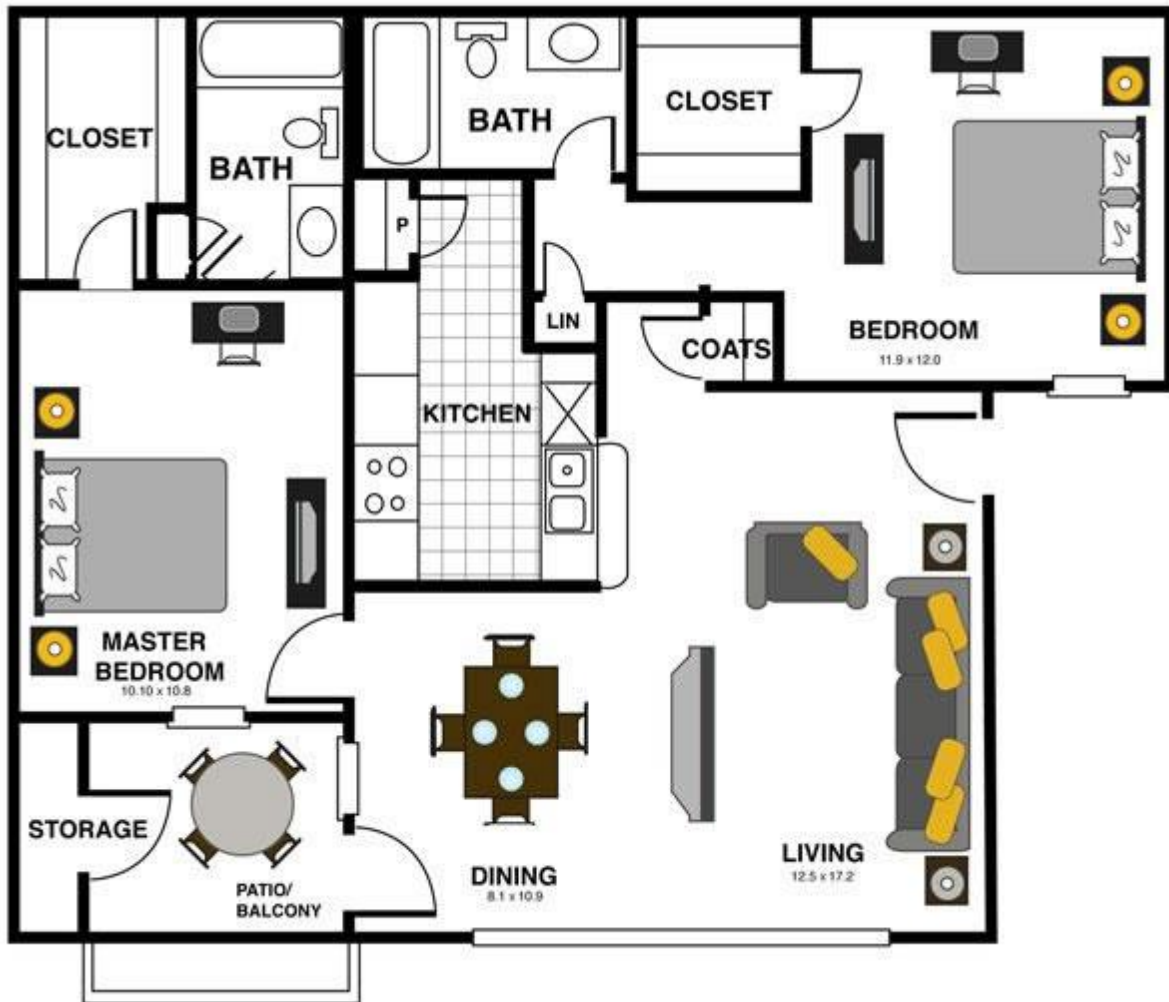 CLOSET
BATH
BATH
CLOSET
P
LIN
COATS
BEDROOM
11.9 x 12.0
KITCHEN
MASTER
BEDROOM
10.10 x 10.8
STORAGE
PATIO/
BALCONY
DINING
8.1 x 10.9
LIVING
12.5 x 17.2